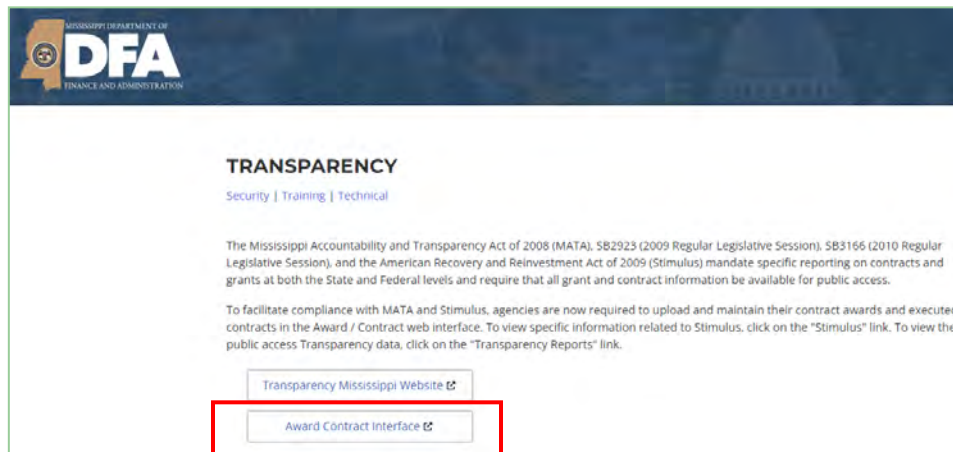 MISSISSIPPI DEPARTMENT OF
DFA
FINANCE AND ADMINISTRATION
TRANSPARENCY
Security | Training | Technical
The Mississippi Accountability and Transparency Act of 2008 (MATA), SB2923 (2009 Regular Legislative Session), SB3166 (2010 Regular
Legislative Session), and the American Recovery and Reinvestment Act of 2009 (Stimulus) mandate specific reporting on contracts and
grants at both the State and Federal levels and require that all grant and contract information be available for public access.
To facilitate compliance with MATA and Stimulus, agencies are now required to upload and maintain their contract awards and executed
contracts in the Award / Contract web interface. To view specific information related to Stimulus, click on the "Stimulus" link. To view the
public access Transparency data, click on the "Transparency Reports" link.
Transparency Mississippi Website
Award Contract Interface